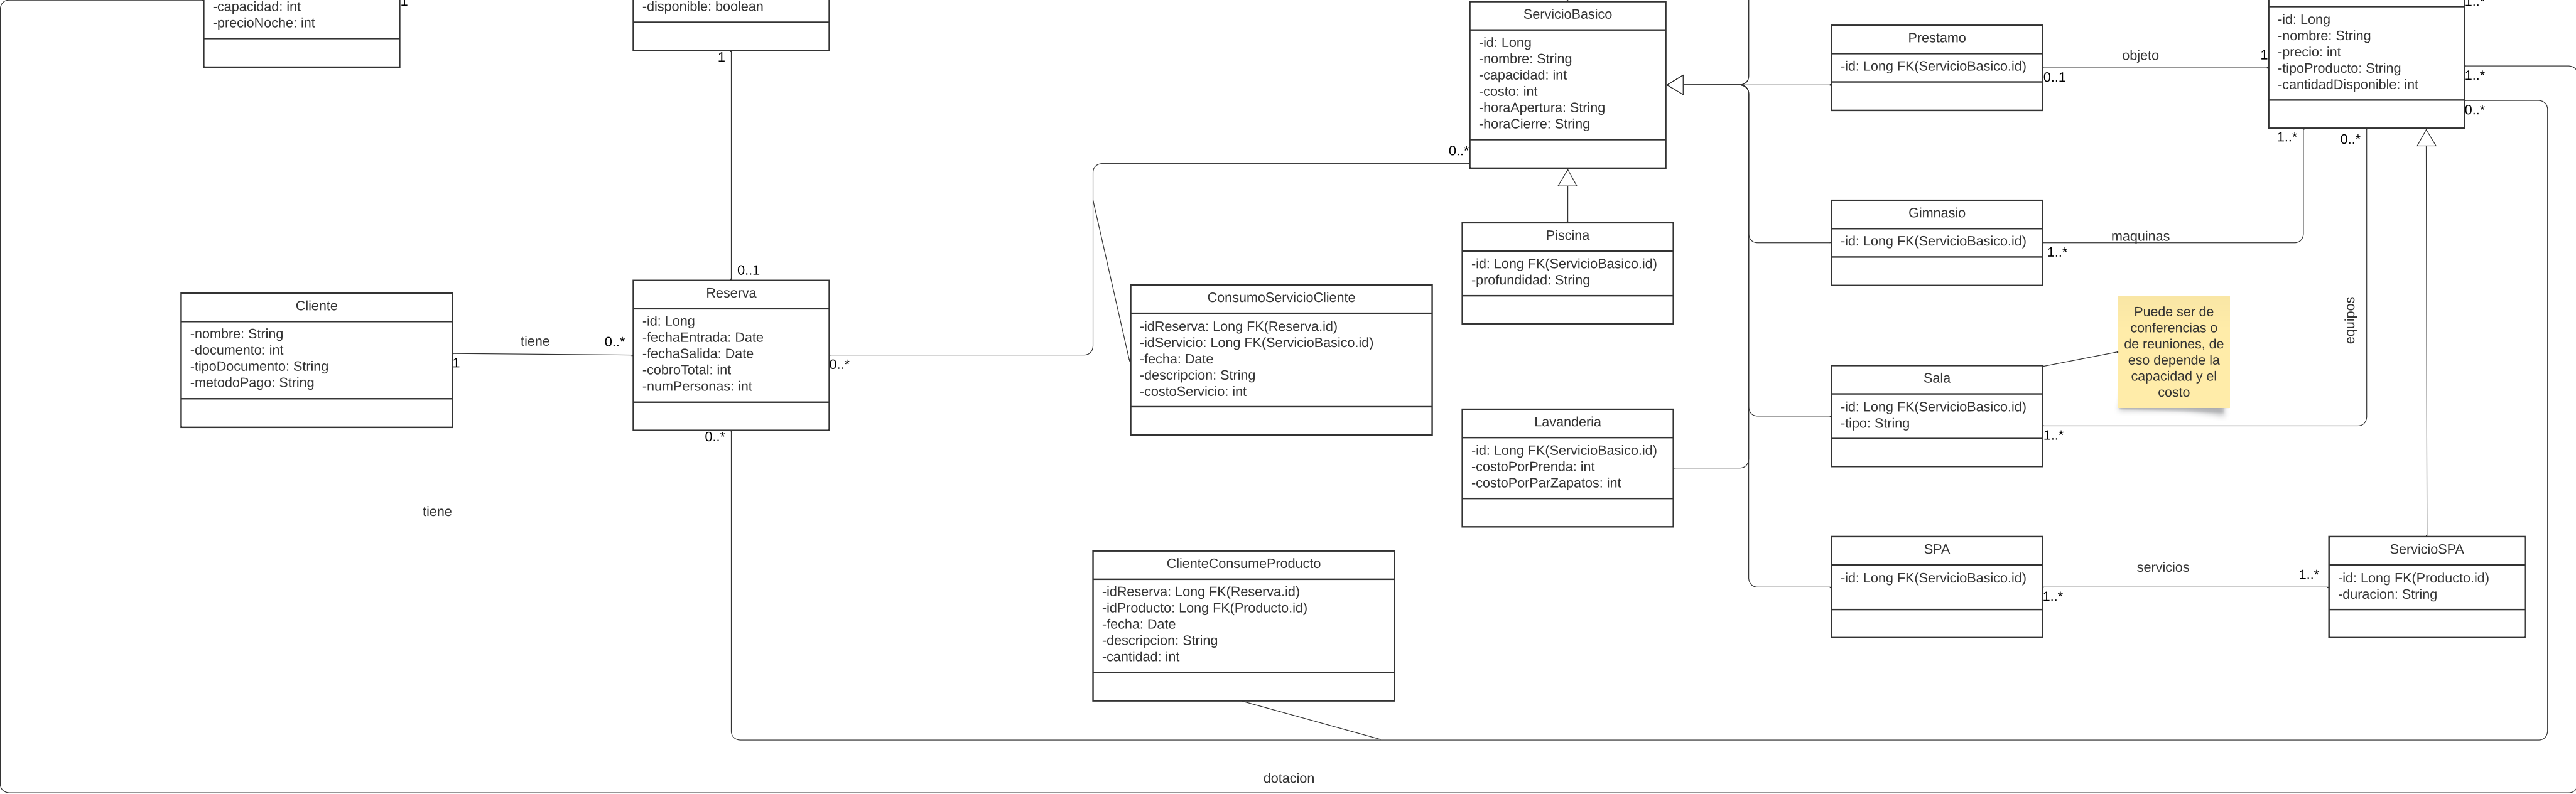 -capacidad: int
-precioNoche: int
1
-disponible: boolean
1
0..1
Cliente
-nombre: String
-documento: int
-tipoDocumento: String
-metodoPago: String
1
tiene
0..*
Reserva
-id: Long
-fechaEntrada: Date
-fechaSalida: Date
-cobroTotal: int
-numPersonas: int
0..*
0..*
tiene
ConsumoServicioCliente
-idReserva: Long FK(Reserva.id)
-idServicio: Long FK(ServicioBasico.id)
-fecha: Date
-descripcion: String
-costoServicio: int
ClienteConsumeProducto
-idReserva: Long FK(Reserva.id)
-idProducto: Long FK(Producto.id)
-fecha: Date
-descripcion: String
-cantidad: int
ServicioBasico
-id: Long
-nombre: String
-capacidad: int
-costo: int
-horaApertura: String
-horaCierre: String
0..*
Piscina
-id: Long FK(ServicioBasico.id)
-profundidad: String
Lavanderia
-id: Long FK(ServicioBasico.id)
-costoPorPrenda: int
-costoPorParZapatos: int
Prestamo
-id: Long FK(ServicioBasico.id)
0..1
objeto
1
Gimnasio
-id: Long FK(ServicioBasico.id)
1..*
maquinas
Sala
-id: Long FK(ServicioBasico.id)
-tipo: String
1..*
Puede ser de
conferencias o
de reuniones, de
eso depende la
capacidad y el
costo
equipos
SPA
-id: Long FK(ServicioBasico.id)
1..*
servicios
1..*
1..*
-id: Long
-nombre: String
-precio: int
-tipoProducto: String
-cantidadDisponible: int
1..*
0..*
1..*
0..*
ServicioSPA
-id: Long FK(Producto.id)
-duracion: String
dotacion